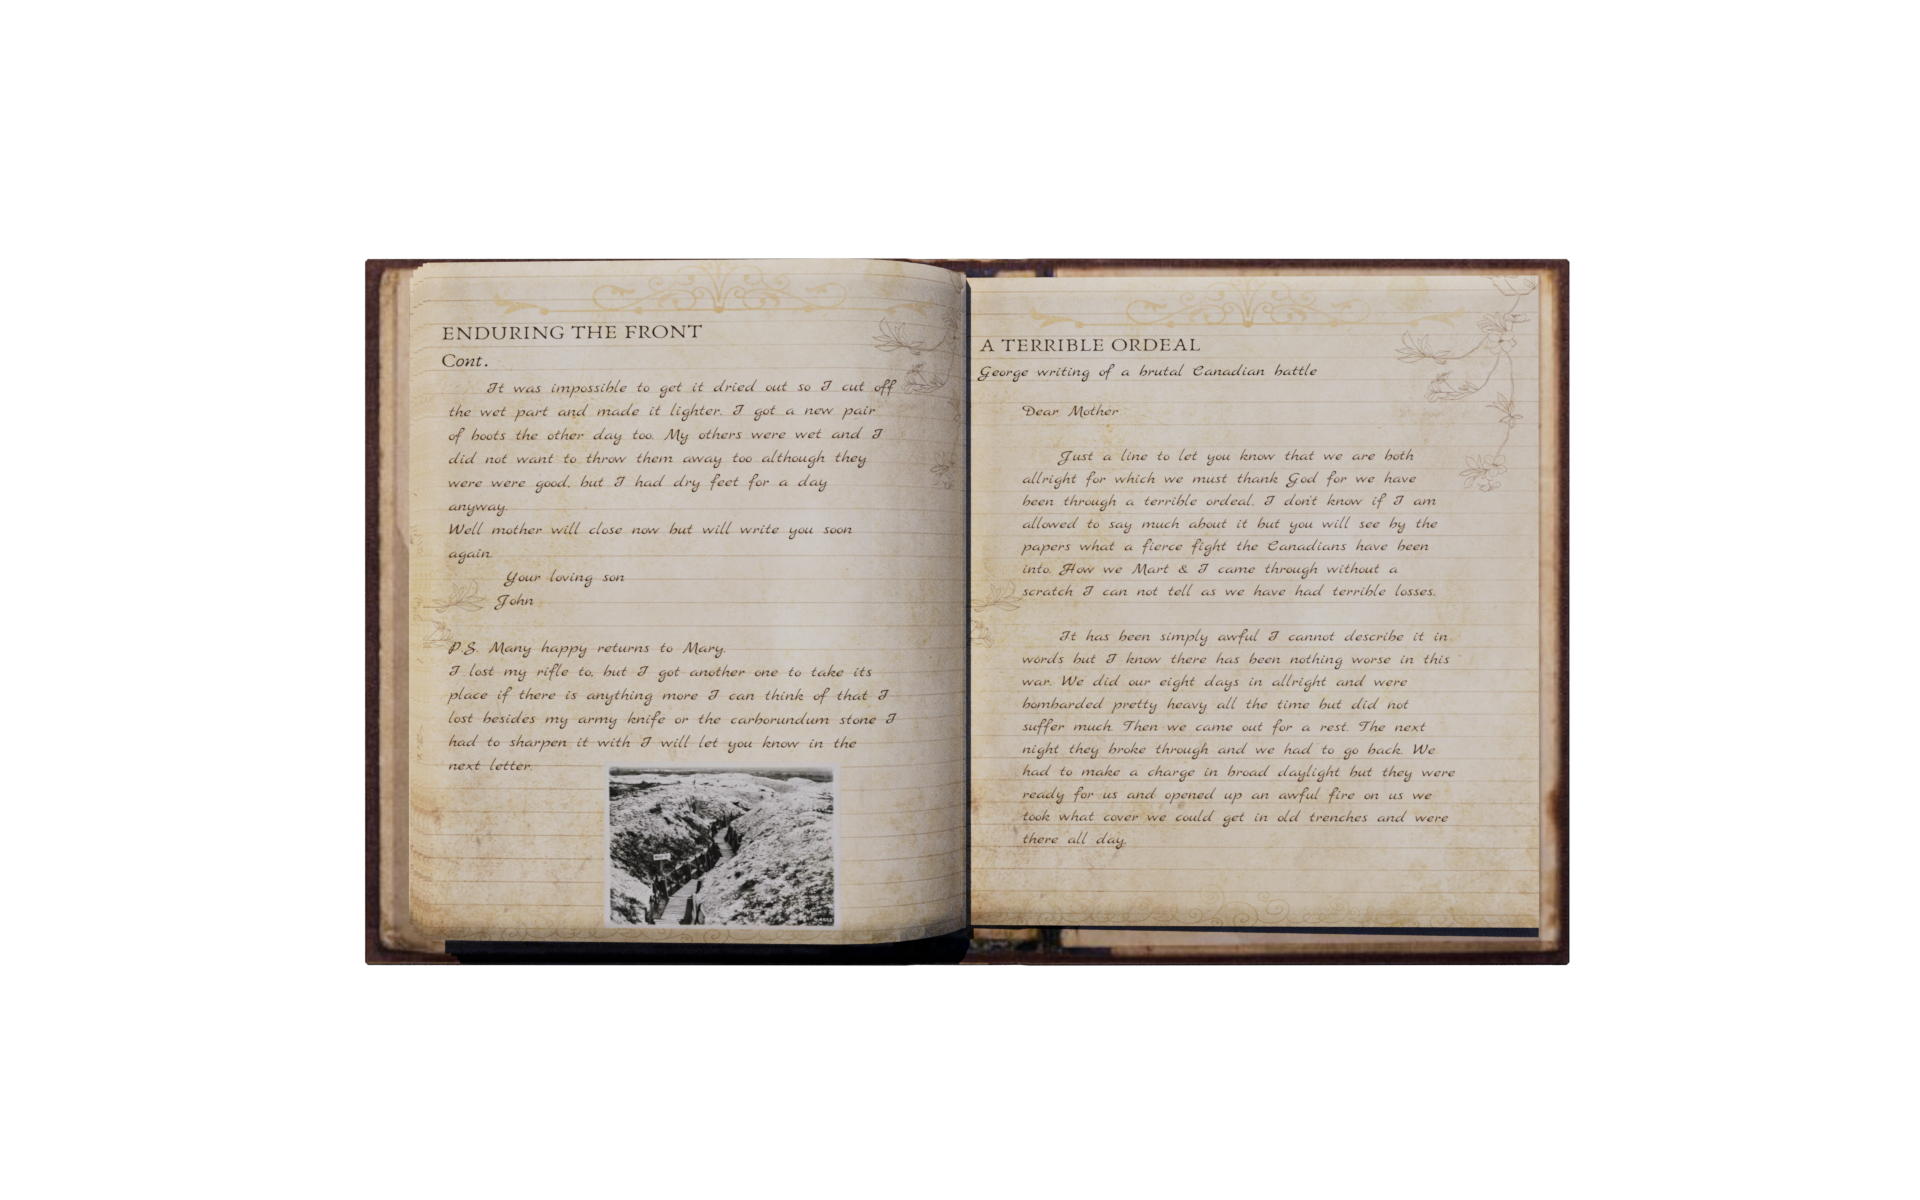 ENDURING THE FRONT
Cont.
It was impossible to get it dried out so I cut off
the wet part and made it lighter. I got a new pair
of boots the other day too. My others were wet and I
did not want to throw them away too although they
were were good, but I had dry feet for a day
anyway.
Well mother will close now but will write you soon
again.
Your loving son
John
P.S. Many happy returns to Mary.
I lost my rifle to, but I got another one to take its
place if there is anything more I can think of that I
lost besides my army knife or the carborundum stone I
had to sharpen it with I will let you know in the
next letter.
A TERRIBLE ORDEAL
George writing of a brutal Canadian battle
Dear Mother
Just a line to let you know that we are both
allright for which we must thank God for we have
been through a terrible ordeal. I don't know if I am
allowed to say much about it but you will see by the
papers what a fierce fight the Canadians have been
into. How we Mart & I came through without a
scratch I can not tell as we have had terrible losses.
It has been simply awful I cannot describe it in
words but I know there has been nothing worse in this
war. We did our eight days in allright and were
bombarded pretty heavy all the time but did not
suffer much. Then we came out for a rest. The next
night they broke through and we had to go back. We
had to make a charge in broad daylight but they were
ready for us and opened up an awful fire on us we
took what cover we could get in old trenches and were
there all day.